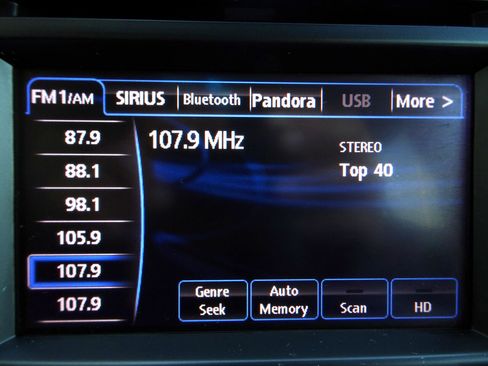 FM1/AM SIRIUS Bluetooth Pandora USB More >
87.9
88.1
98.1
105.9
107.9
107.9
107.9 MHz
STEREO
Top 40
Genre Seek
Auto Memory
Scan
HD